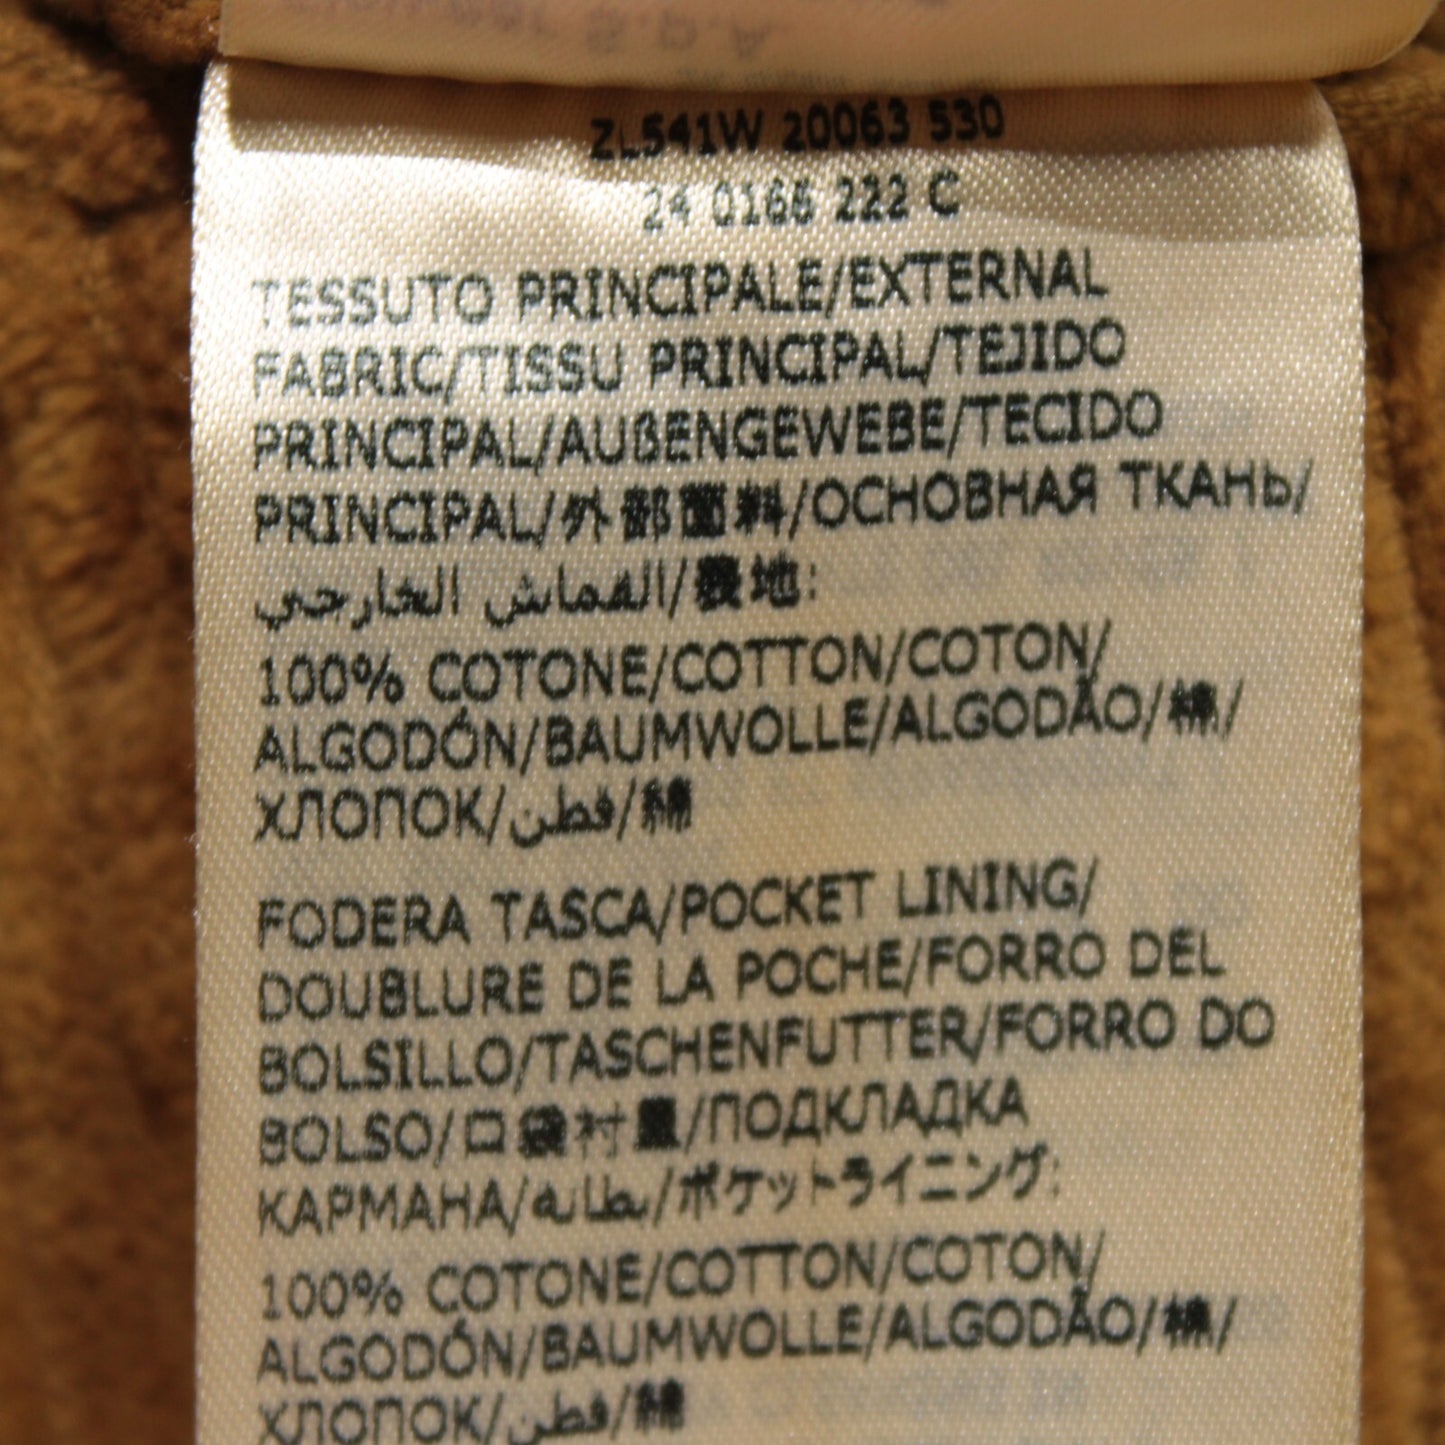 ZL541W 20063 530
24 0166 222 C
TESSUTO PRINCIPALE/EXTERNAL
FABRIC/TISSU PRINCIPAL/TEJIDO
PRINCIPAL/AUßENGEWEBE/TECIDO
PRINCIPAL/外部面料/ОСНОВНАЯ ТКАНЬ/
القماش الخارجي/表地:
100% COTONE/COTTON/COTON/
ALGODÓN/BAUMWOLLE/ALGODÃO/棉/
ХЛОПОК/قطن/綿
FODERA TASCA/POCKET LINING/
DOUBLURE DE LA POCHE/FORRO DEL
BOLSILLO/TASCHENFUTTER/FORRO DO
BOLSO/口袋衬里/ПОДКЛАДКА
КАРМАНА/بطانه/ポケットライニング:
100% COTONE/COTTON/COTON/
ALGODÓN/BAUMWOLLE/ALGODÃO/棉/
ХЛОПОК/قطن/綿